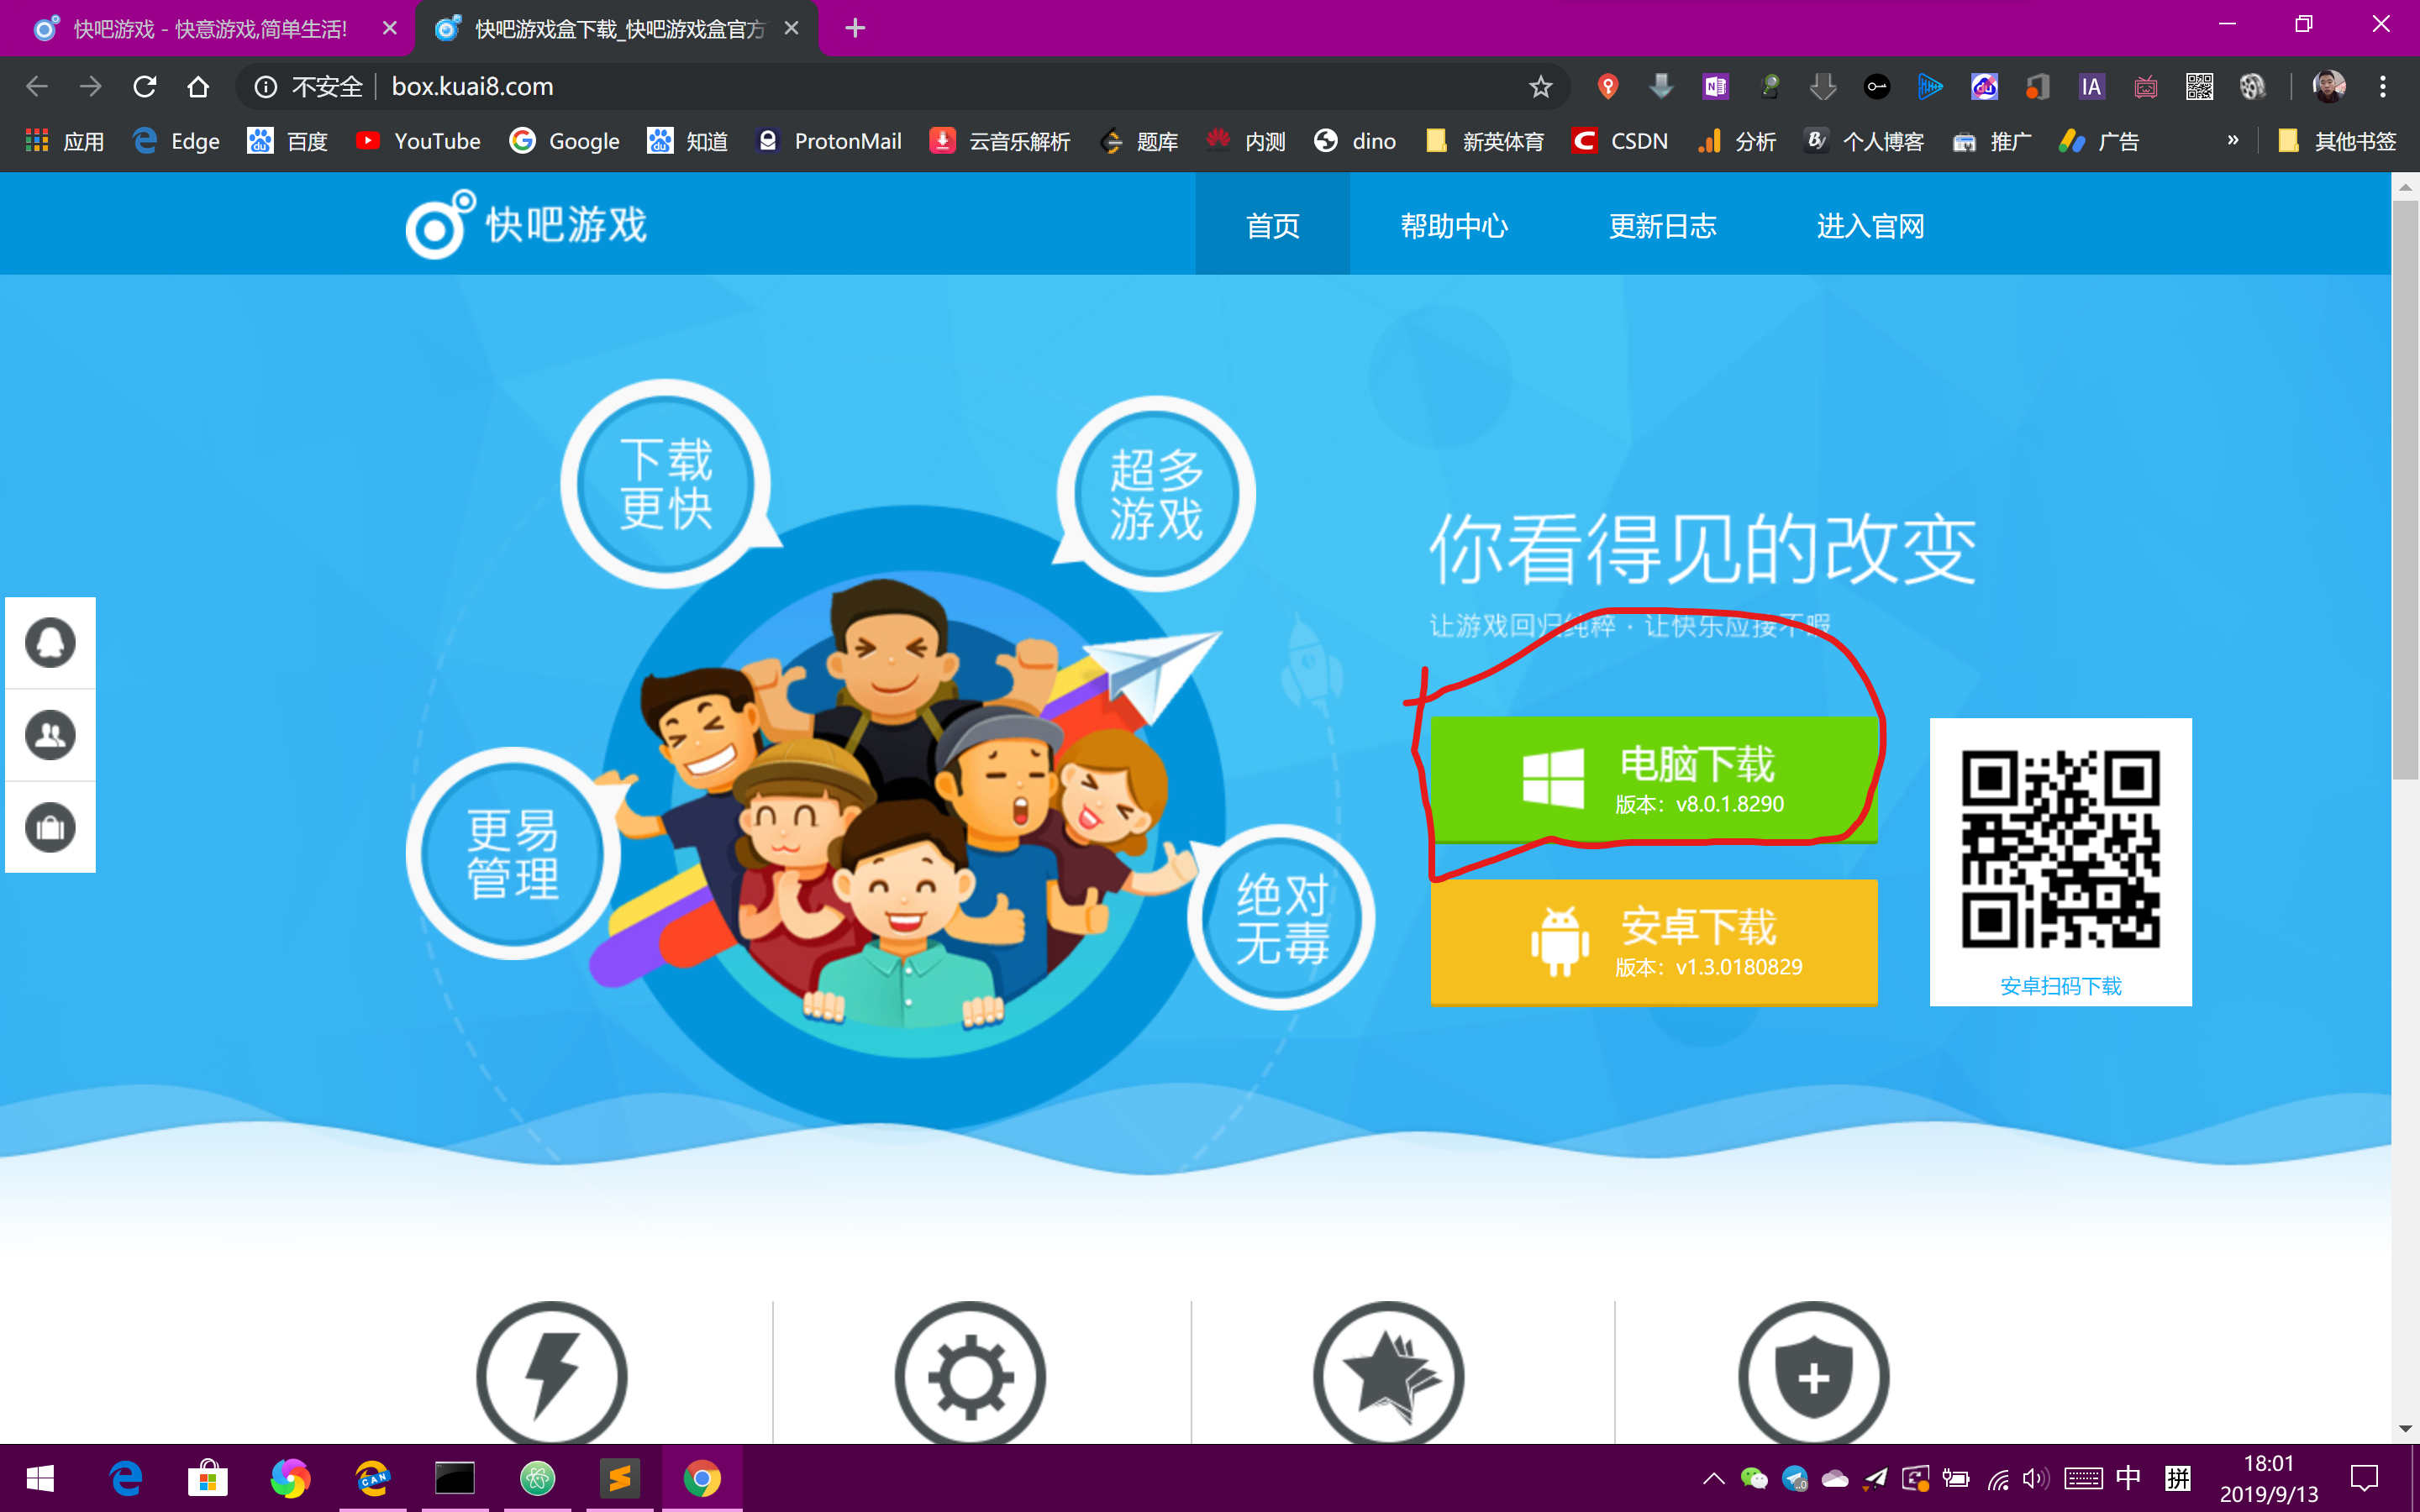 快吧游戏 - 快意游戏,简单生活!
快吧游戏盒下载_快吧游戏盒官方
不安全
box.kuai8.com
IA
应用
Edge
百度
YouTube
Google
知道
ProtonMail
云音乐解析
题库
内测
dino
新英体育
CSDN
分析
个人博客
推广
广告
»
其他书签
快吧游戏
首页
帮助中心
更新日志
进入官网
下载
更快
超多
游戏
你看得见的改变
让游戏回归纯粹 · 让快乐应接不暇
电脑下载
版本：v8.0.1.8290
更易
管理
绝对
无毒
安卓下载
版本：v1.3.0180829
安卓扫码下载
中
拼
18:01
2019/9/13